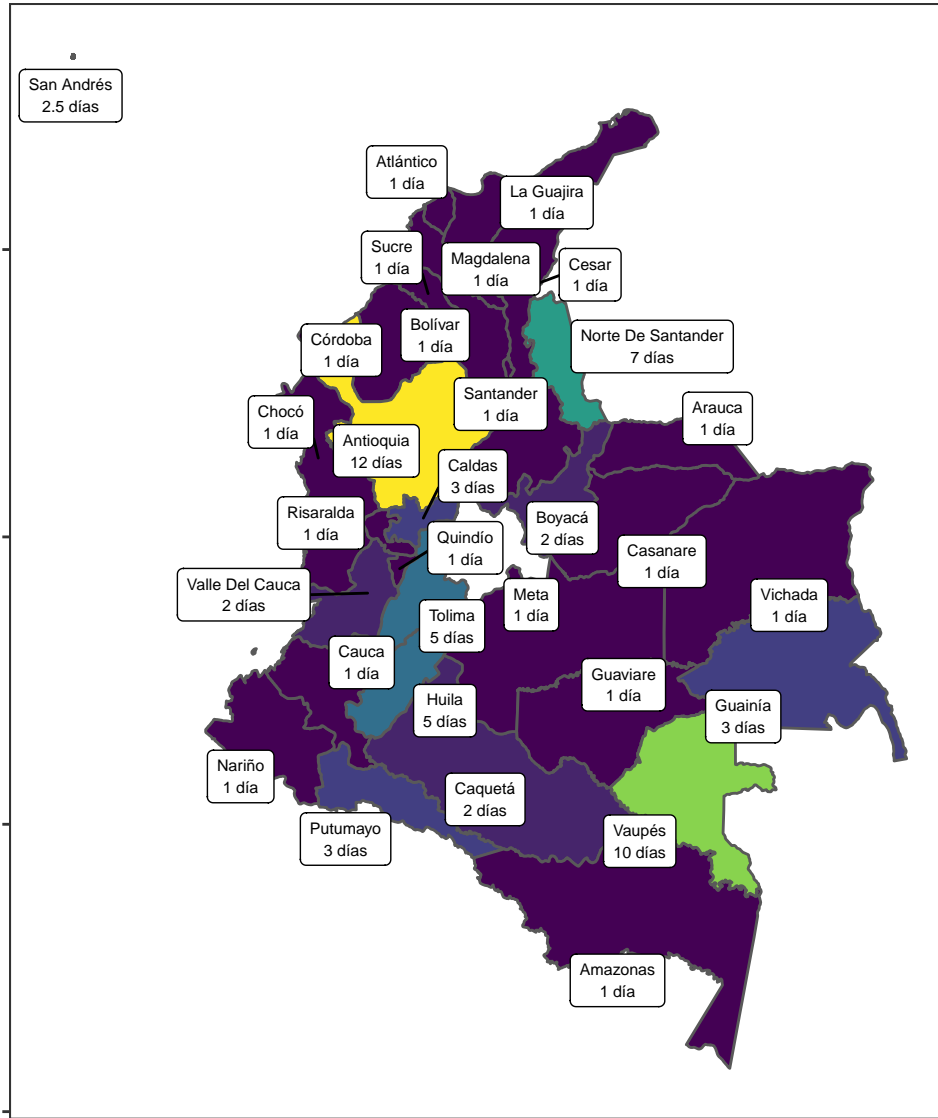 San Andrés
2.5 días
Atlántico
1 día
La Guajira
1 día
Sucre
1 día
Magdalena
1 día
Cesar
1 día
Córdoba
1 día
Bolívar
1 día
Norte De Santander
7 días
Chocó
1 día
Santander
1 día
Arauca
1 día
Antioquia
12 días
Caldas
3 días
Risaralda
1 día
Quindío
1 día
Boyacá
2 días
Casanare
1 día
Valle Del Cauca
2 días
Meta
1 día
Vichada
1 día
Tolima
5 días
Cauca
1 día
Guaviare
1 día
Huila
5 días
Guainía
3 días
Nariño
1 día
Caquetá
2 días
Putumayo
3 días
Vaupés
10 días
Amazonas
1 día